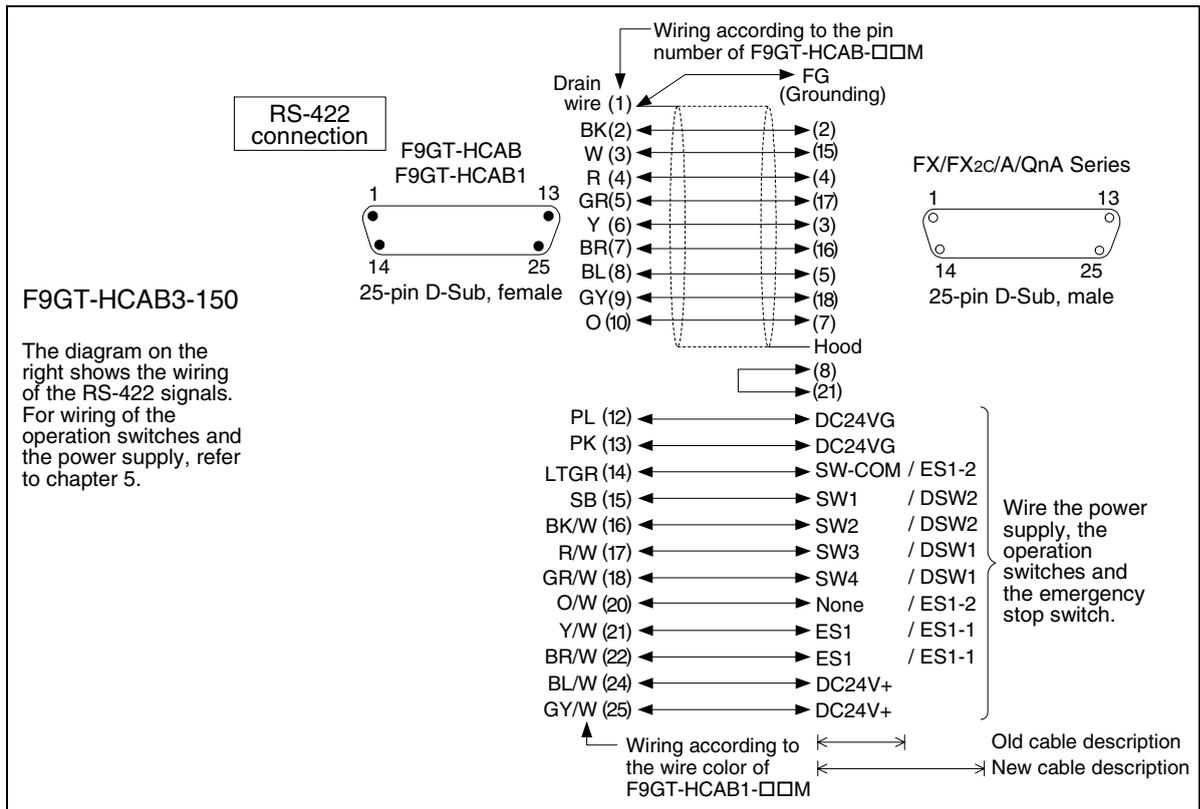 Wiring according to the pin
number of F9GT-HCAB-□□M
FG
(Grounding)
Drain
wire (1)
RS-422
connection
F9GT-HCAB
F9GT-HCAB1
1 13
14 25
25-pin D-Sub, female
BK(2) (2)
W (3) (15)
R (4) (4)
GR(5) (17)
Y (6) (3)
BR(7) (16)
BL(8) (5)
GY(9) (18)
O (10) (7)
Hood
(8)
(21)
FX/FX2C/A/QnA Series
1 13
14 25
25-pin D-Sub, male
F9GT-HCAB3-150
The diagram on the
right shows the wiring
of the RS-422 signals.
For wiring of the
operation switches and
the power supply, refer
to chapter 5.
PL (12) DC24VG
PK (13) DC24VG
LTGR (14) SW-COM / ES1-2
SB (15) SW1 / DSW2
BK/W (16) SW2 / DSW2
R/W (17) SW3 / DSW1
GR/W (18) SW4 / DSW1
O/W (20) None / ES1-2
Y/W (21) ES1 / ES1-1
BR/W (22) ES1 / ES1-1
BL/W (24) DC24V+
GY/W (25) DC24V+
Wire the power
supply, the
operation
switches and
the emergency
stop switch.
Wiring according to
the wire color of
F9GT-HCAB1-□□M
Old cable description
New cable description